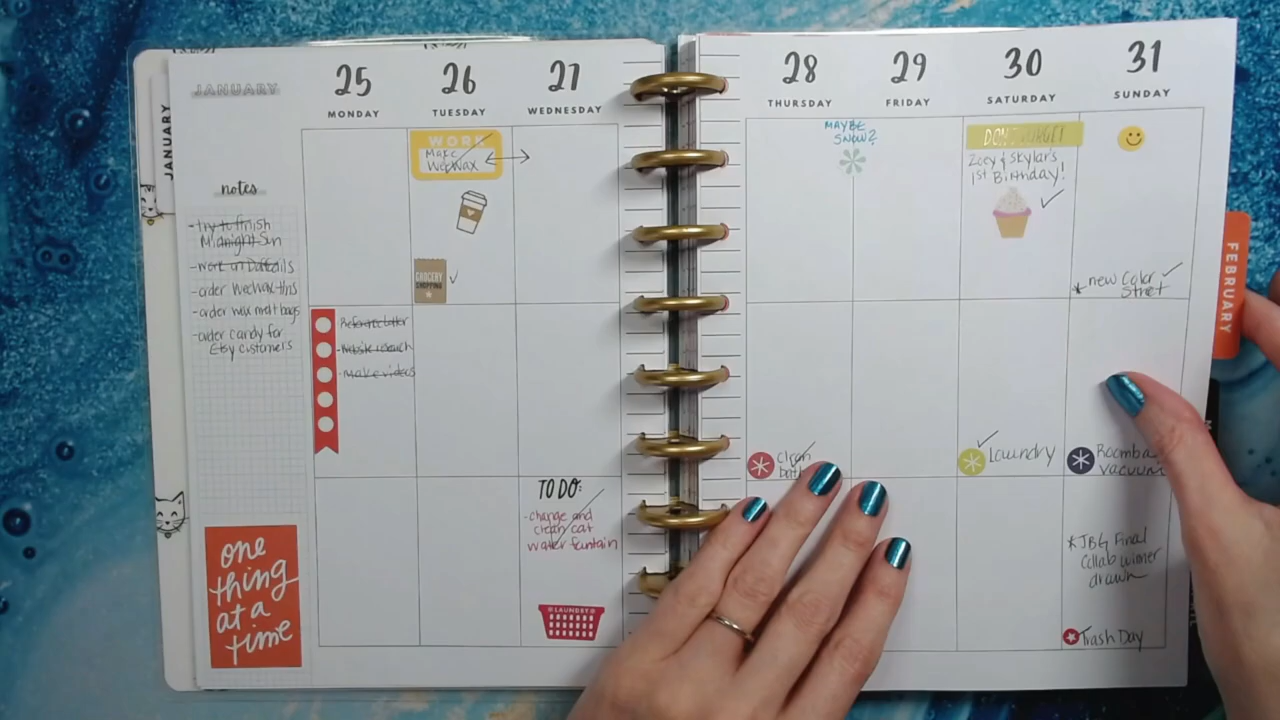 JANUARY
JANUARY
notes
-try to finish
Midnight Sun
-work on
-order WeeWax
-order wax melt bags
-order candy for
Etsy customers
one
thing
at a
time
25
MONDAY
-Website research
-make videos
26
TUESDAY
WORK
Make
WeeWax
GROCERY
SHOPPING
27
WEDNESDAY
TO DO:
-change and
clean cat
water fountain
LAUNDRY
28
THURSDAY
MAYBE
SNOW?
Clean
29
FRIDAY
30
SATURDAY
DON'T FORGET
Zoey & Skylar's
1st Birthday!
Laundry
31
SUNDAY
new Color
Street
Roomba
vacuum
*JBG Final
Collab winner
drawn
Trash Day
FEBRUARY